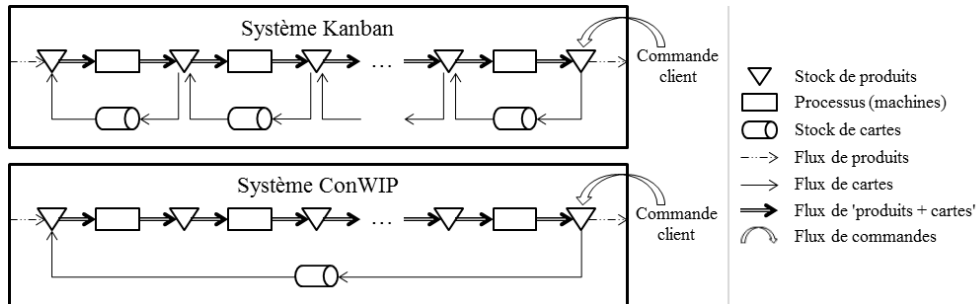 Système Kanban
...
Commande
client
Système ConWIP
...
Commande
client
Stock de produits
Processus (machines)
Stock de cartes
Flux de produits
Flux de cartes
Flux de 'produits + cartes'
Flux de commandes